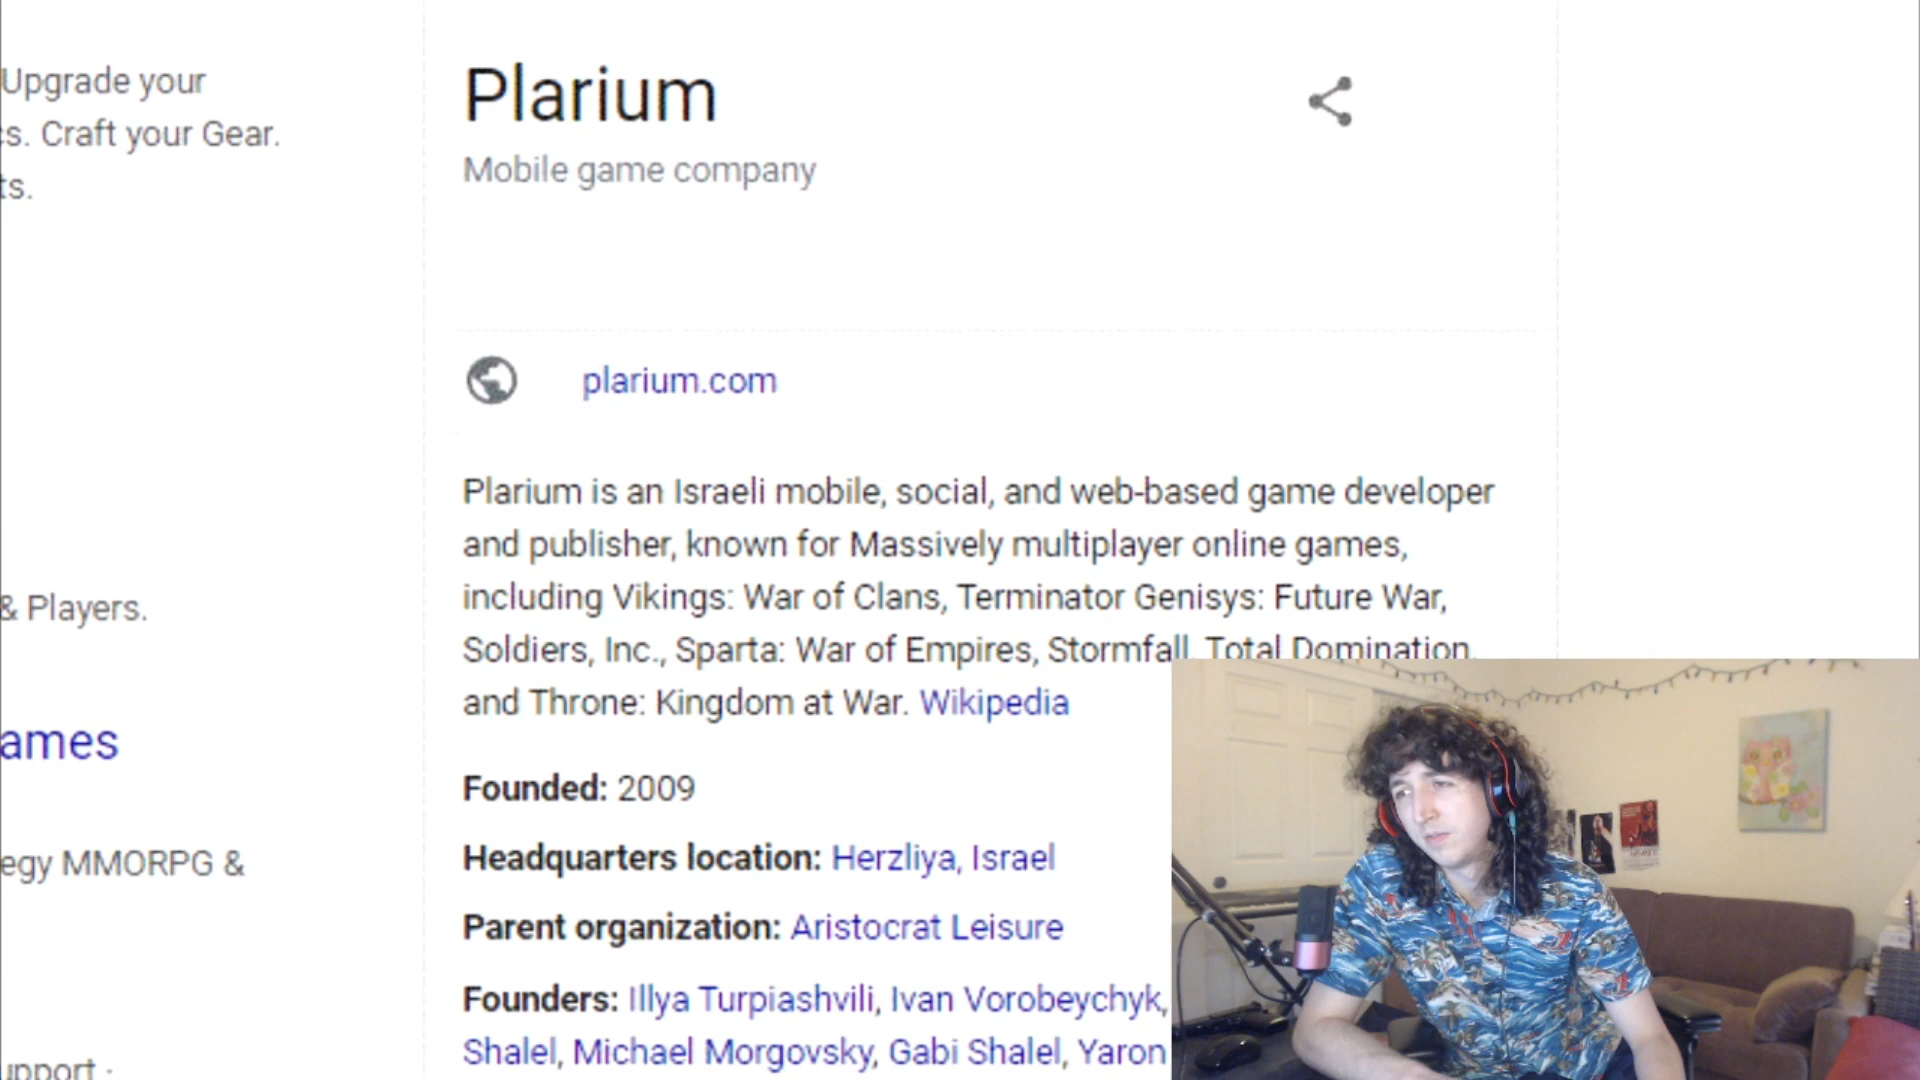 Upgrade your
cs. Craft your Gear.
ts.
& Players.
ames
egy MMORPG &
upport ·
Plarium
Mobile game company
plarium.com
Plarium is an Israeli mobile, social, and web-based game developer
and publisher, known for Massively multiplayer online games,
including Vikings: War of Clans, Terminator Genisys: Future War,
Soldiers, Inc., Sparta: War of Empires, Stormfall, Total Domination,
and Throne: Kingdom at War. Wikipedia
Founded: 2009
Headquarters location: Herzliya, Israel
Parent organization: Aristocrat Leisure
Founders: Illya Turpiashvili, Ivan Vorobeychyk,
Shalel, Michael Morgovsky, Gabi Shalel, Yaron